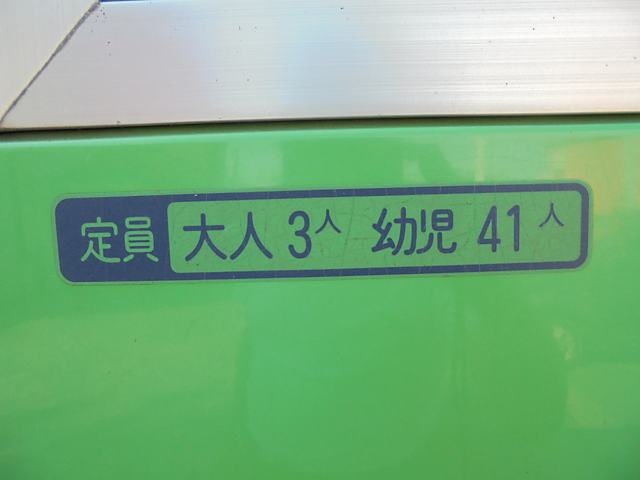 定員 大人 3人 幼児 41人